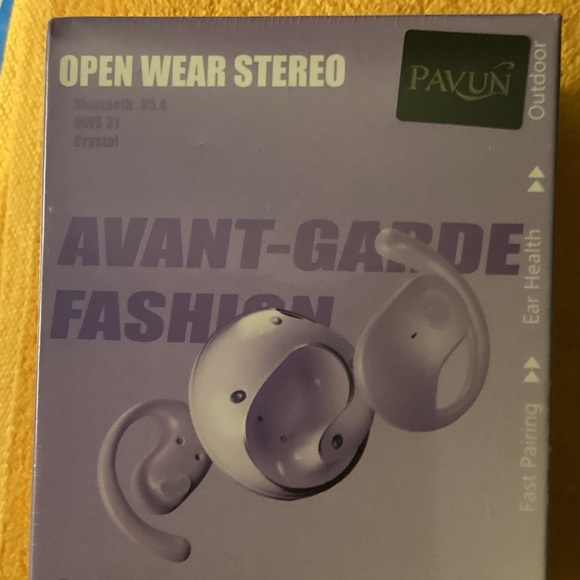 OPEN WEAR STEREO
PAVUN
Bluetooth V5.4
OWS 31
Crystal
AVANT-GARDE
FASHION
Fast Pairing
Ear Health
Outdoor